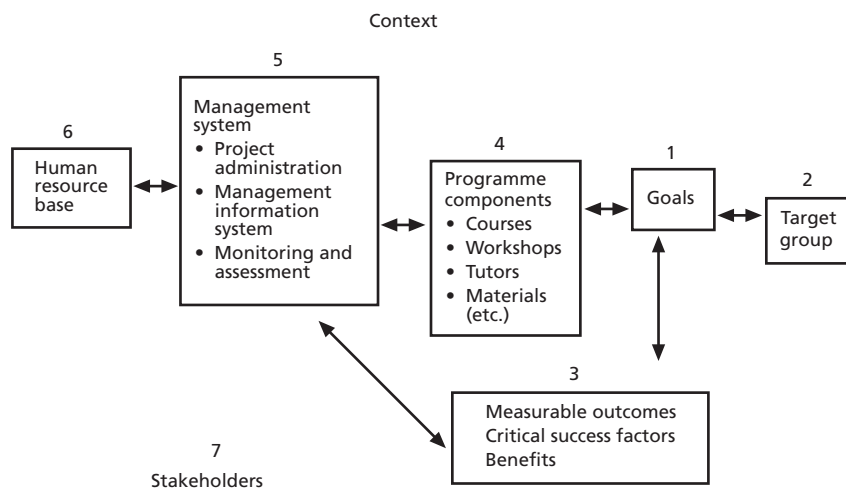 Context
5
Management
system
• Project
administration
• Management
information
system
• Monitoring and
assessment
6
Human
resource
base
4
Programme
components
• Courses
• Workshops
• Tutors
• Materials
(etc.)
1
Goals
2
Target
group
3
Measurable outcomes
Critical success factors
Benefits
7
Stakeholders